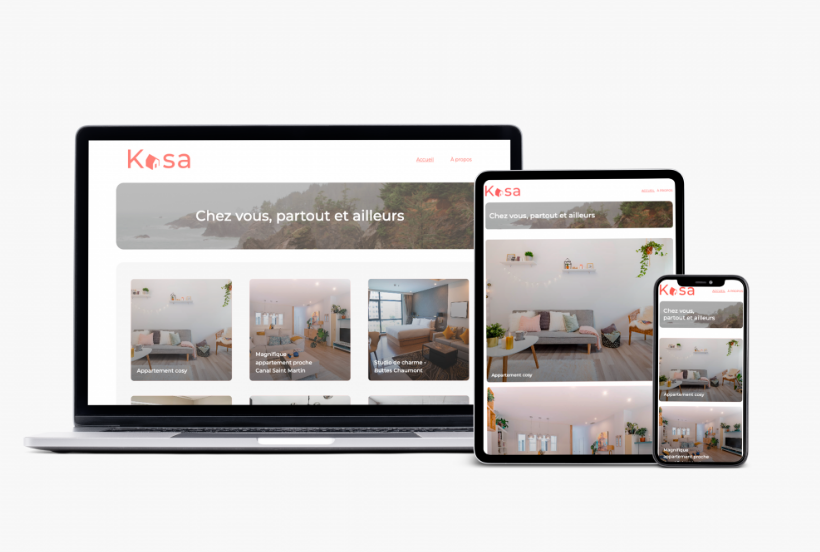 Kasa
Accueil
A propos
Chez vous, partout et ailleurs
Appartement cosy
Magnifique
appartement proche
Canal Saint Martin
Studio de charme -
Buttes Chaumont
Kasa
Accueil
A propos
Chez vous, partout et ailleurs
Appartement cosy
Kasa
Chez vous,
partout et ailleurs
Appartement cosy
Magnifique
appartement proche